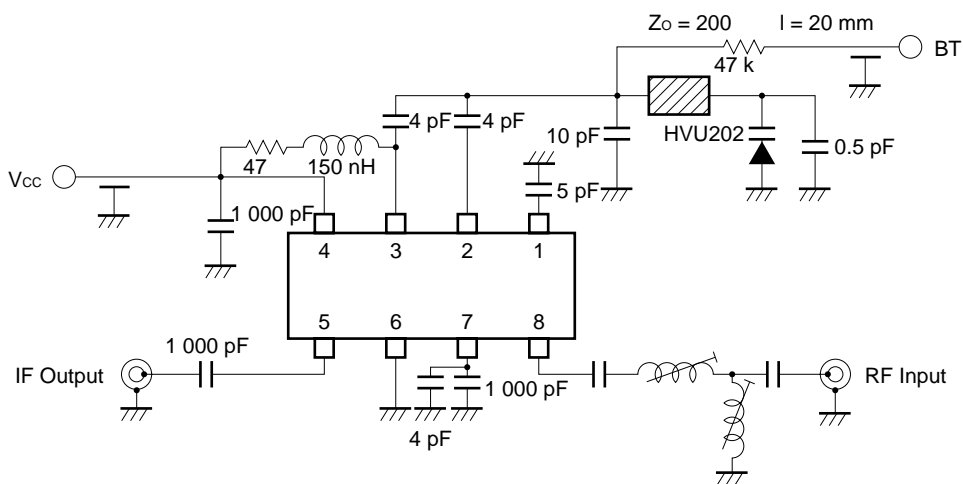 Zo = 200 l = 20 mm
BT
47 k
4 pF 4 pF
10 pF
HVU202
0.5 pF
47 150 nH
5 pF
Vcc
1 000 pF
4 3 2 1
5 6 7 8
1 000 pF
IF Output
1 000 pF
RF Input
4 pF